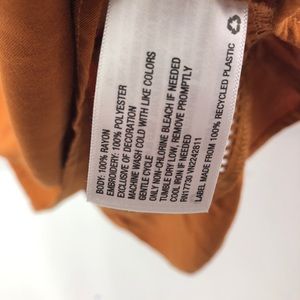 BODY: 100% RAYON
EMBROIDERY: 100% POLYESTER
EXCLUSIVE OF DECORATION
MACHINE WASH COLD WITH LIKE COLORS
GENTLE CYCLE
ONLY NON-CHLORINE BLEACH IF NEEDED
TUMBLE DRY LOW, REMOVE PROMPTLY
COOL IRON IF NEEDED
RN17730 VN2242811
LABEL MADE FROM 100% RECYCLED PLASTIC